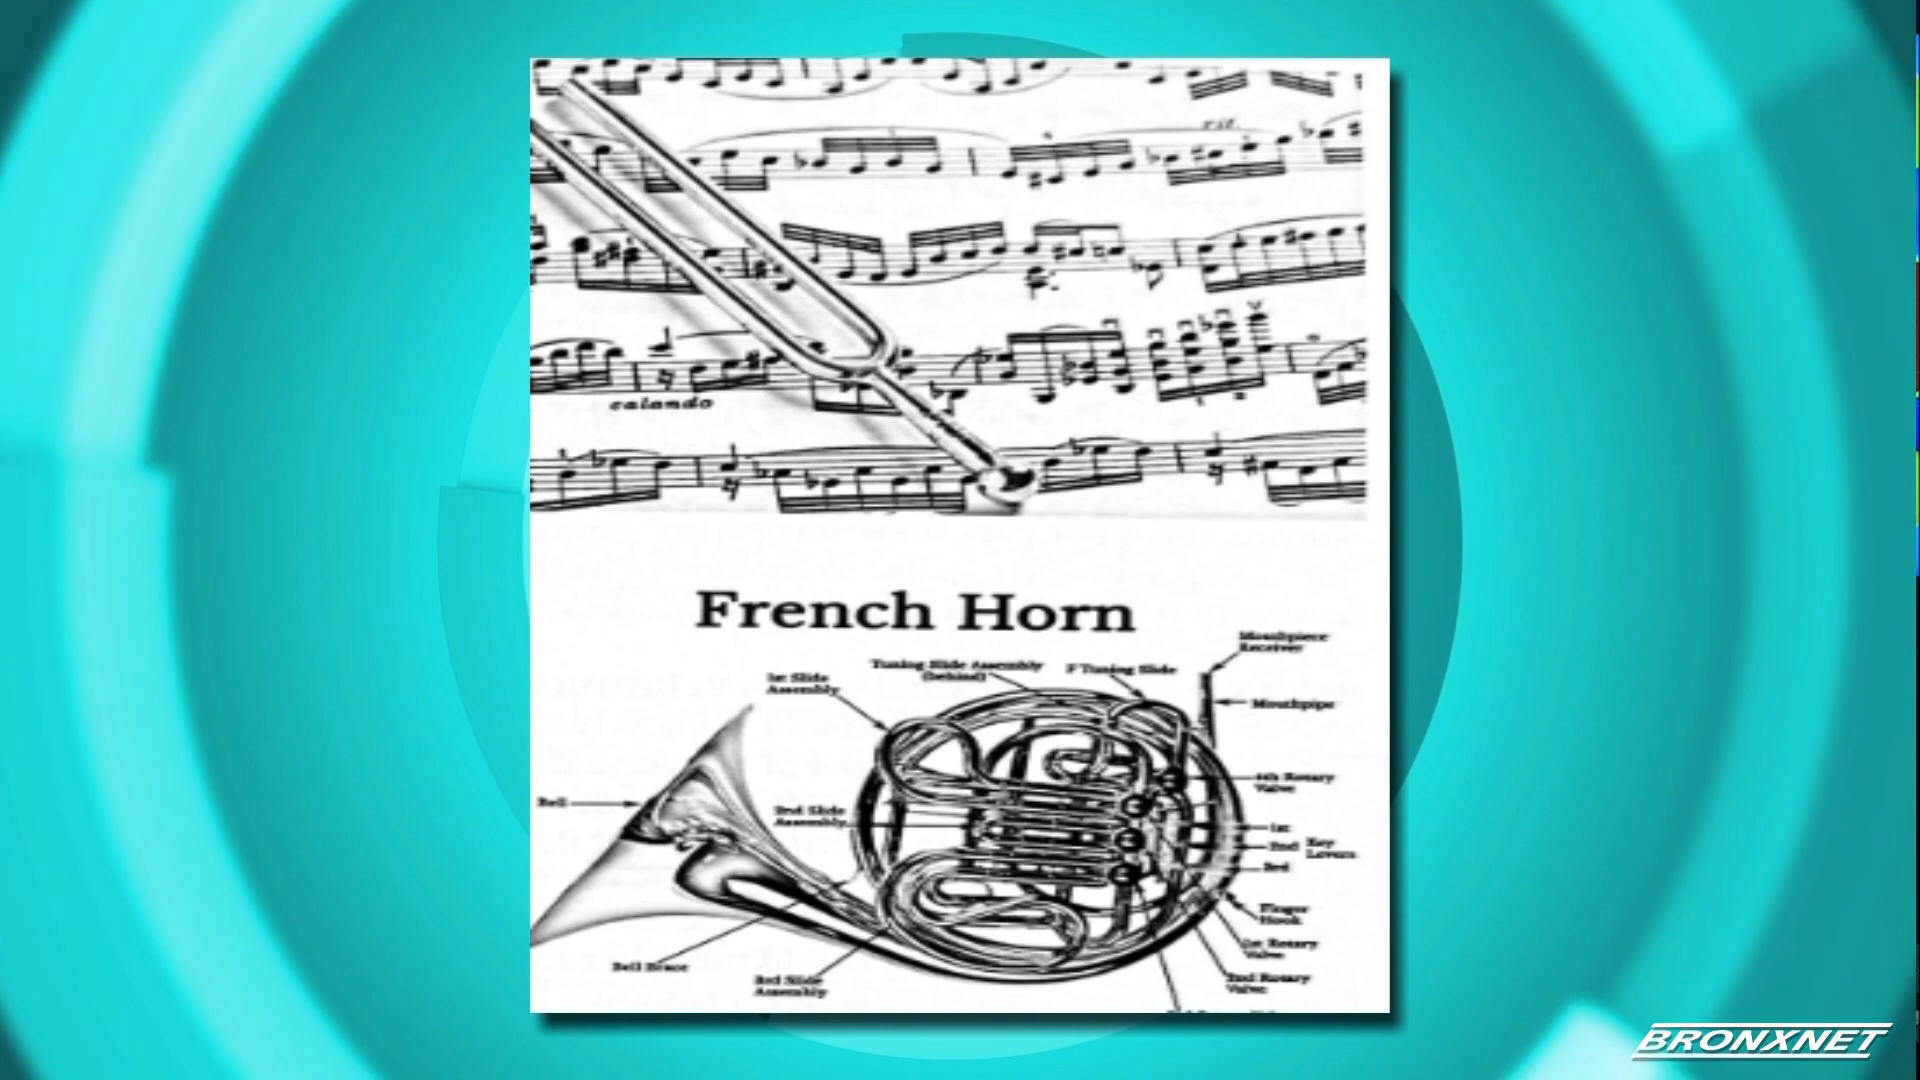 rit.
calando
French Horn
Mouthpiece
Receiver
Tuning Slide Assembly
(behind)
F Tuning Slide
1st Slide
Assembly
Mouthpipe
4th Rotary
Valve
Bell
2nd Slide
Assembly
1st
2nd
Key
Levers
3rd
Finger
Hook
1st Rotary
Valve
Bell Brace
3rd Slide
Assembly
2nd Rotary
Valve
BRONXNET